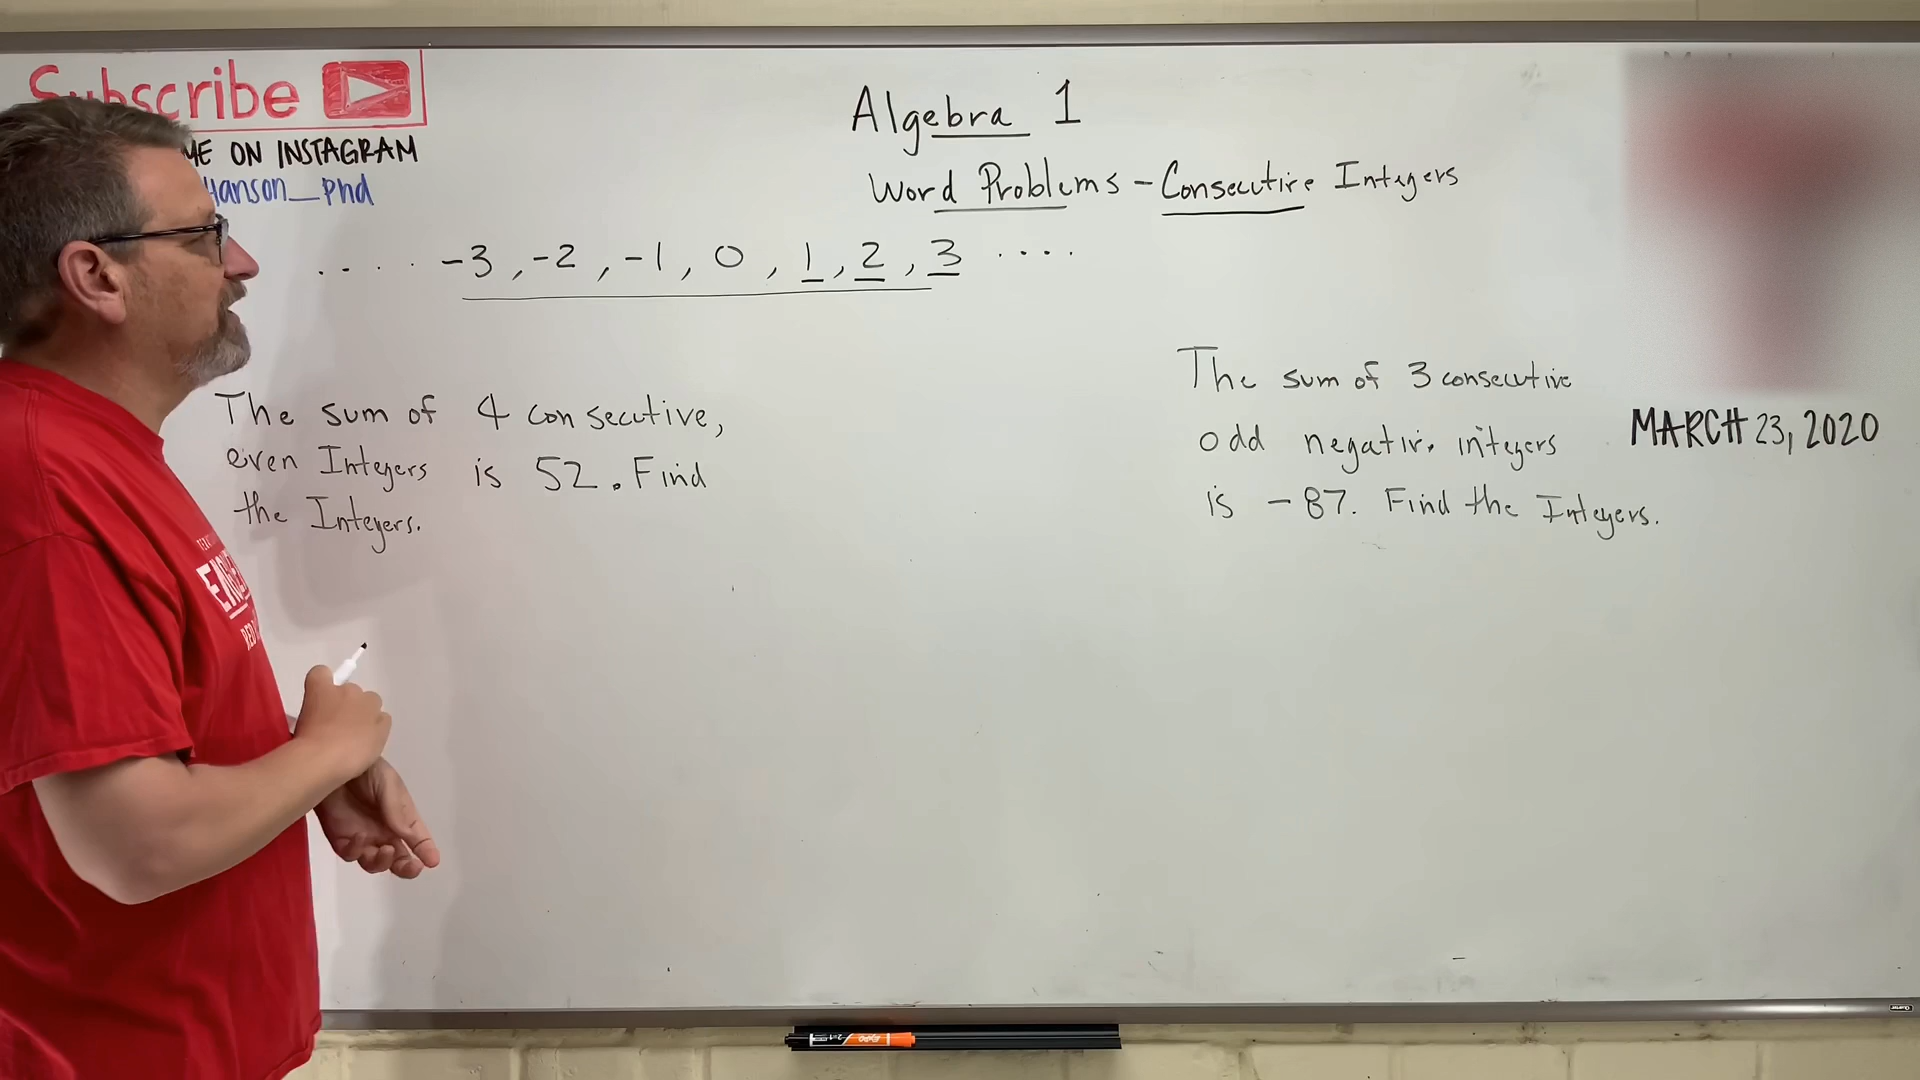 Subscribe
ME ON INSTAGRAM
Hanson_phd
Algebra 1
Word Problems - Consecutive Integers
.... -3, -2, -1, 0, 1, 2, 3 ....
The sum of 4 consecutive,
even Integers is 52. Find
the Integers.
The sum of 3 consecutive
odd negative integers
is -87. Find the Integers.
MARCH 23, 2020
EXPO